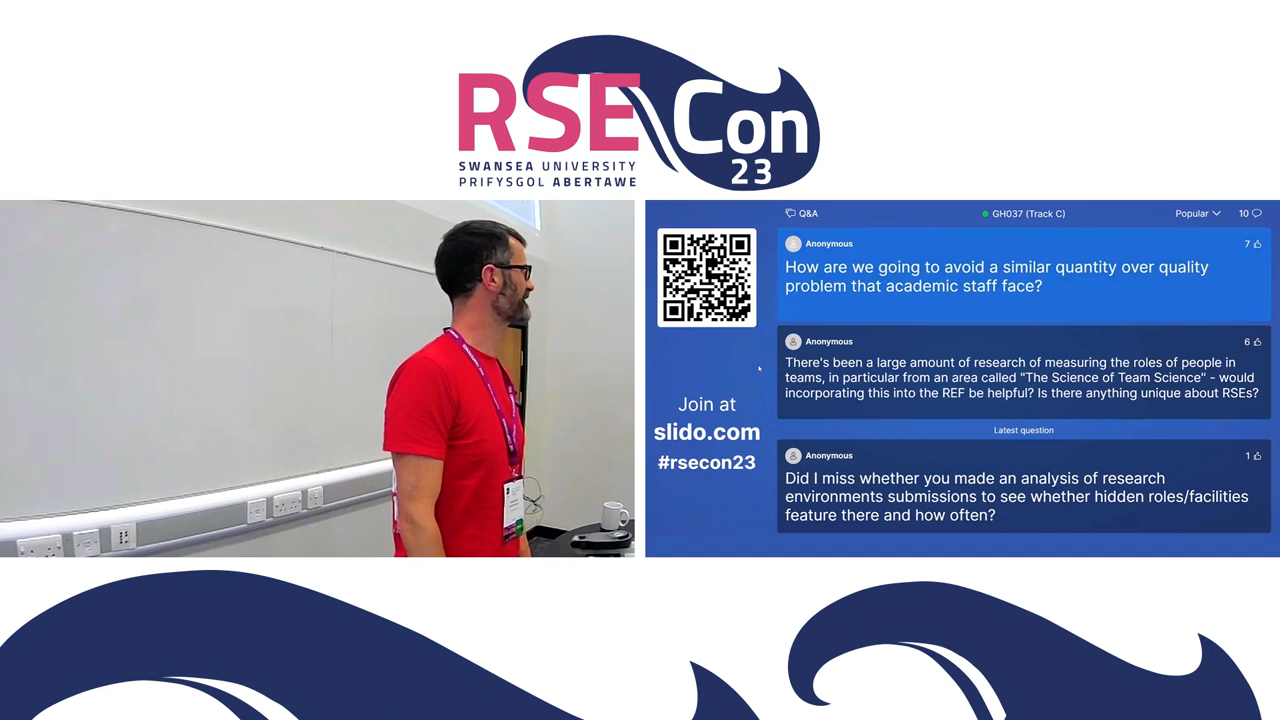 RSE Con
23
SWANSEA UNIVERSITY
PRIFYSGOL ABERTAWE
Q&A
GH037 (Track C)
Popular
10
Join at
slido.com
#rsecon23
Anonymous
7
How are we going to avoid a similar quantity over quality
problem that academic staff face?
Anonymous
6
There's been a large amount of research of measuring the roles of people in
teams, in particular from an area called "The Science of Team Science" - would
incorporating this into the REF be helpful? Is there anything unique about RSEs?
Latest question
Anonymous
1
Did I miss whether you made an analysis of research
environments submissions to see whether hidden roles/facilities
feature there and how often?